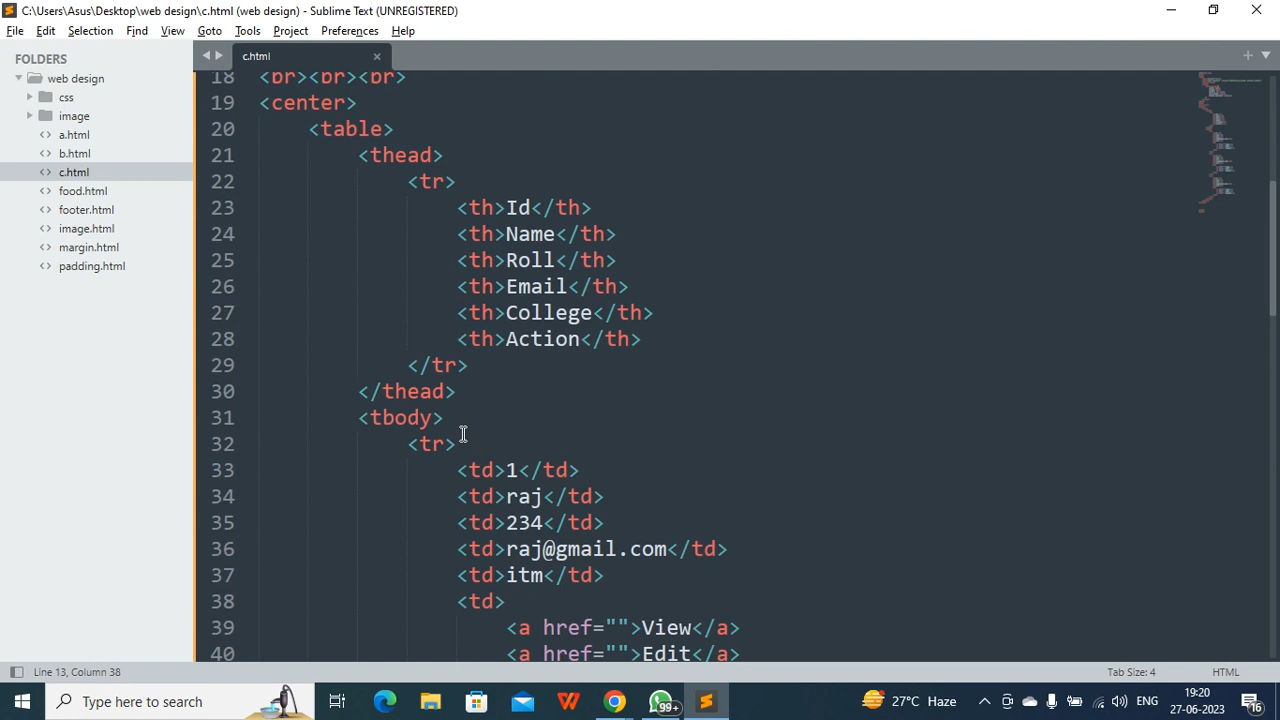 C:\Users\Asus\Desktop\web design\c.html (web design) - Sublime Text (UNREGISTERED)
File Edit Selection Find View Goto Tools Project Preferences Help
FOLDERS
web design
css
image
a.html
b.html
c.html
food.html
footer.html
image.html
margin.html
padding.html
c.html
18 <br><br><br>
19 <center>
20 <table>
21 <thead>
22 <tr>
23 <th>Id</th>
24 <th>Name</th>
25 <th>Roll</th>
26 <th>Email</th>
27 <th>College</th>
28 <th>Action</th>
29 </tr>
30 </thead>
31 <tbody>
32 <tr>
33 <td>1</td>
34 <td>raj</td>
35 <td>234</td>
36 <td>raj@gmail.com</td>
37 <td>itm</td>
38 <td>
39 <a href="">View</a>
40 <a href="">Edit</a>
Line 13, Column 38 Tab Size: 4 HTML
Type here to search 99+ 27°C Haze ENG 19:20 27-06-2023 16